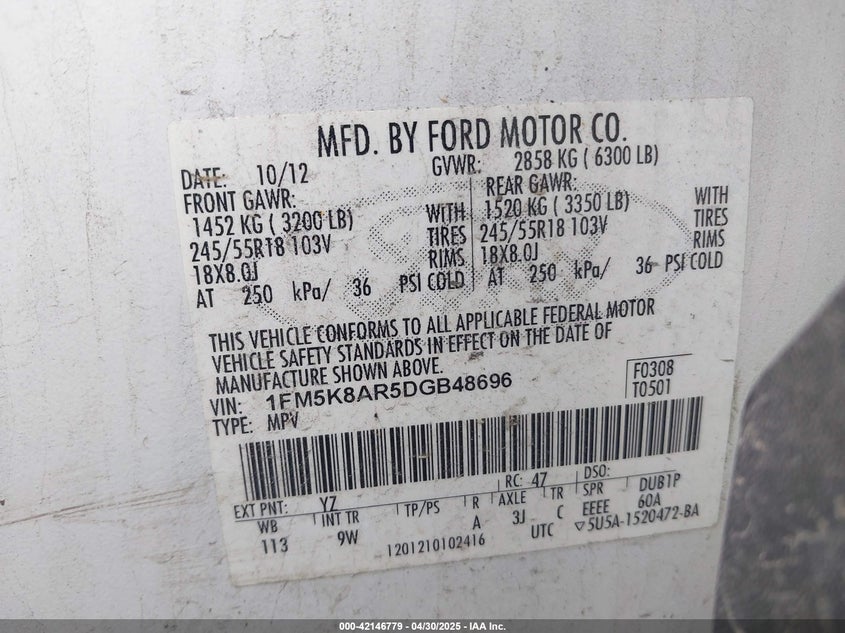 MFD. BY FORD MOTOR CO.
DATE: 10/12 GVWR: 2858 KG ( 6300 LB)
FRONT GAWR: REAR GAWR:
1452 KG ( 3200 LB) WITH 1520 KG ( 3350 LB) WITH
245/55R18 103V TIRES 245/55R18 103V TIRES
18X8.0J RIMS 18X8.0J RIMS
AT 250 kPa/ 36 PSI COLD AT 250 kPa/ 36 PSI COLD
THIS VEHICLE CONFORMS TO ALL APPLICABLE FEDERAL MOTOR
VEHICLE SAFETY STANDARDS IN EFFECT ON THE DATE OF
MANUFACTURE SHOWN ABOVE.
VIN: 1FM5K8AR5DGB48696 F0308
TYPE: MPV T0501
EXT PNT: YZ RC: 47 DSO:
WB INT TR TP/PS R AXLE TR SPR DUB1P
113 9W A 3J C EEEE 60A
1201210102416 UTC ▽5U5A-1520472-BA
000-42146779 - 04/30/2025 - IAA Inc.